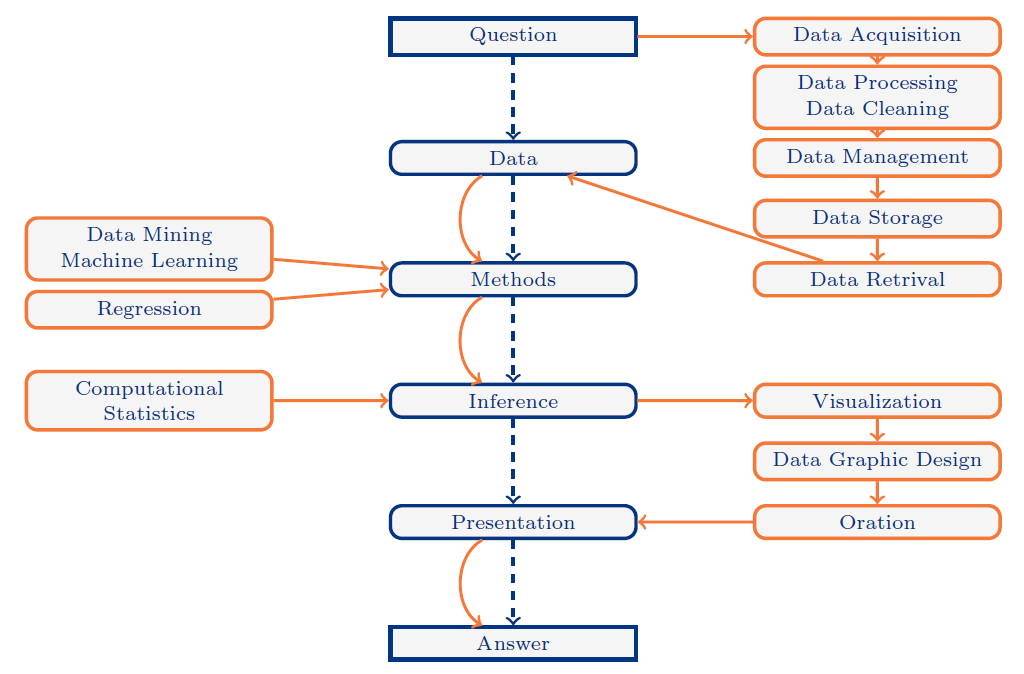 Question
Data Acquisition
Data Processing
Data Cleaning
Data
Data Management
Data Storage
Data Mining
Machine Learning
Methods
Data Retrival
Regression
Computational
Statistics
Inference
Visualization
Data Graphic Design
Presentation
Oration
Answer